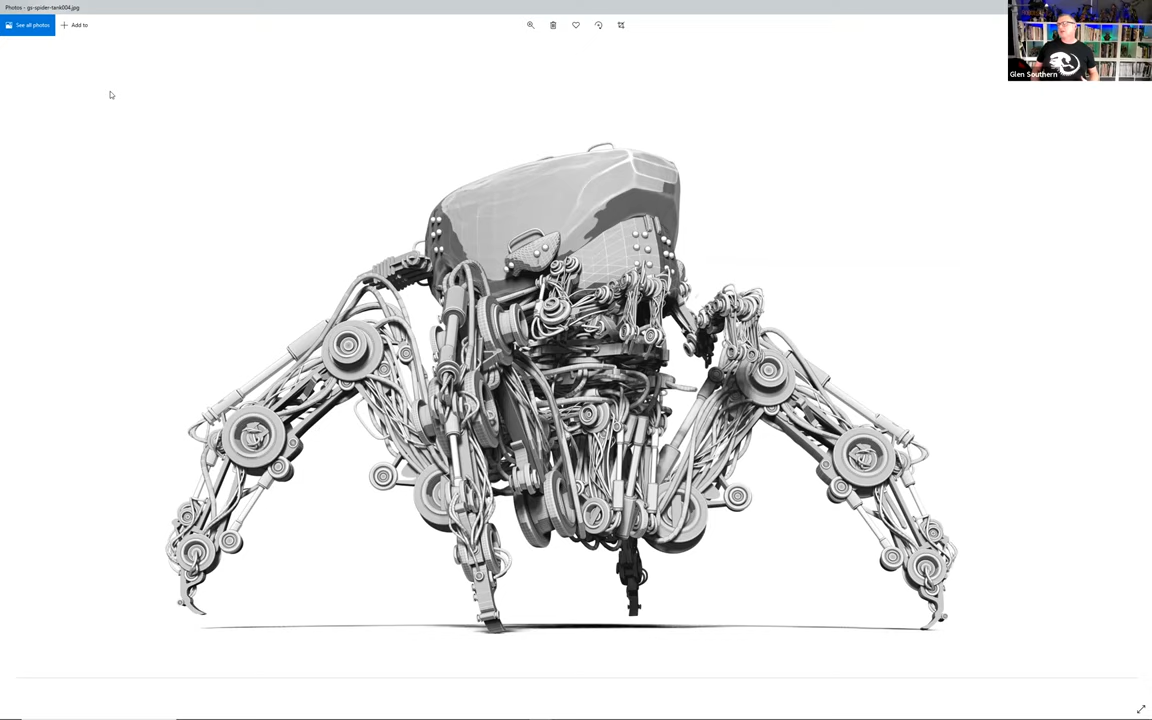 Photos - gs-spider-tank004.jpg
See all photos
Add to
Glen Southern